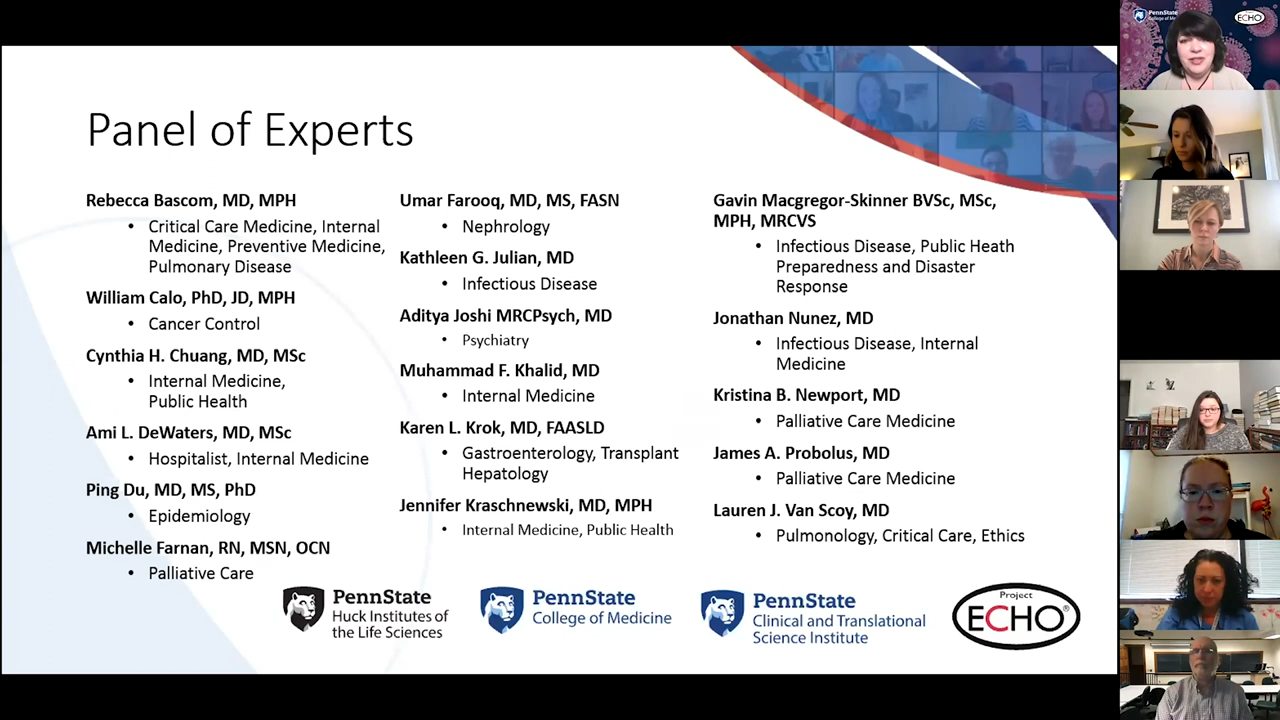 Panel of Experts
Rebecca Bascom, MD, MPH
• Critical Care Medicine, Internal
Medicine, Preventive Medicine,
Pulmonary Disease
William Calo, PhD, JD, MPH
• Cancer Control
Cynthia H. Chuang, MD, MSc
• Internal Medicine,
Public Health
Ami L. DeWaters, MD, MSc
• Hospitalist, Internal Medicine
Ping Du, MD, MS, PhD
• Epidemiology
Michelle Farnan, RN, MSN, OCN
• Palliative Care
Umar Farooq, MD, MS, FASN
• Nephrology
Kathleen G. Julian, MD
• Infectious Disease
Aditya Joshi MRCPsych, MD
• Psychiatry
Muhammad F. Khalid, MD
• Internal Medicine
Karen L. Krok, MD, FAASLD
• Gastroenterology, Transplant
Hepatology
Jennifer Kraschnewski, MD, MPH
• Internal Medicine, Public Health
Gavin Macgregor-Skinner BVSc, MSc,
MPH, MRCVS
• Infectious Disease, Public Heath
Preparedness and Disaster
Response
Jonathan Nunez, MD
• Infectious Disease, Internal
Medicine
Kristina B. Newport, MD
• Palliative Care Medicine
James A. Probolus, MD
• Palliative Care Medicine
Lauren J. Van Scoy, MD
• Pulmonology, Critical Care, Ethics
PennState
Huck Institutes of
the Life Sciences
PennState
College of Medicine
PennState
Clinical and Translational
Science Institute
Project
ECHO®
PennState
College of
ECHO